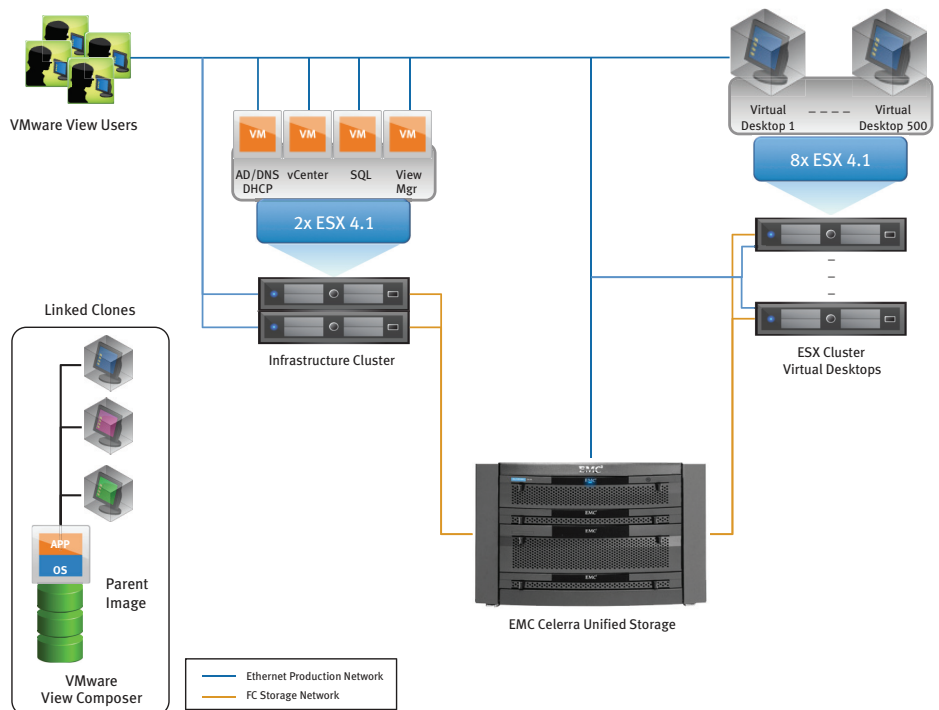 VMware View Users
VM
VM
VM
VM
AD/DNS
DHCP
vCenter
SQL
View
Mgr
2x ESX 4.1
Infrastructure Cluster
Virtual
Desktop 1
Virtual
Desktop 500
8x ESX 4.1
ESX Cluster
Virtual Desktops
Linked Clones
APP
OS
Parent
Image
VMware
View Composer
EMC²
EMC
EMC
EMC
EMC
EMC Celerra Unified Storage
Ethernet Production Network
FC Storage Network